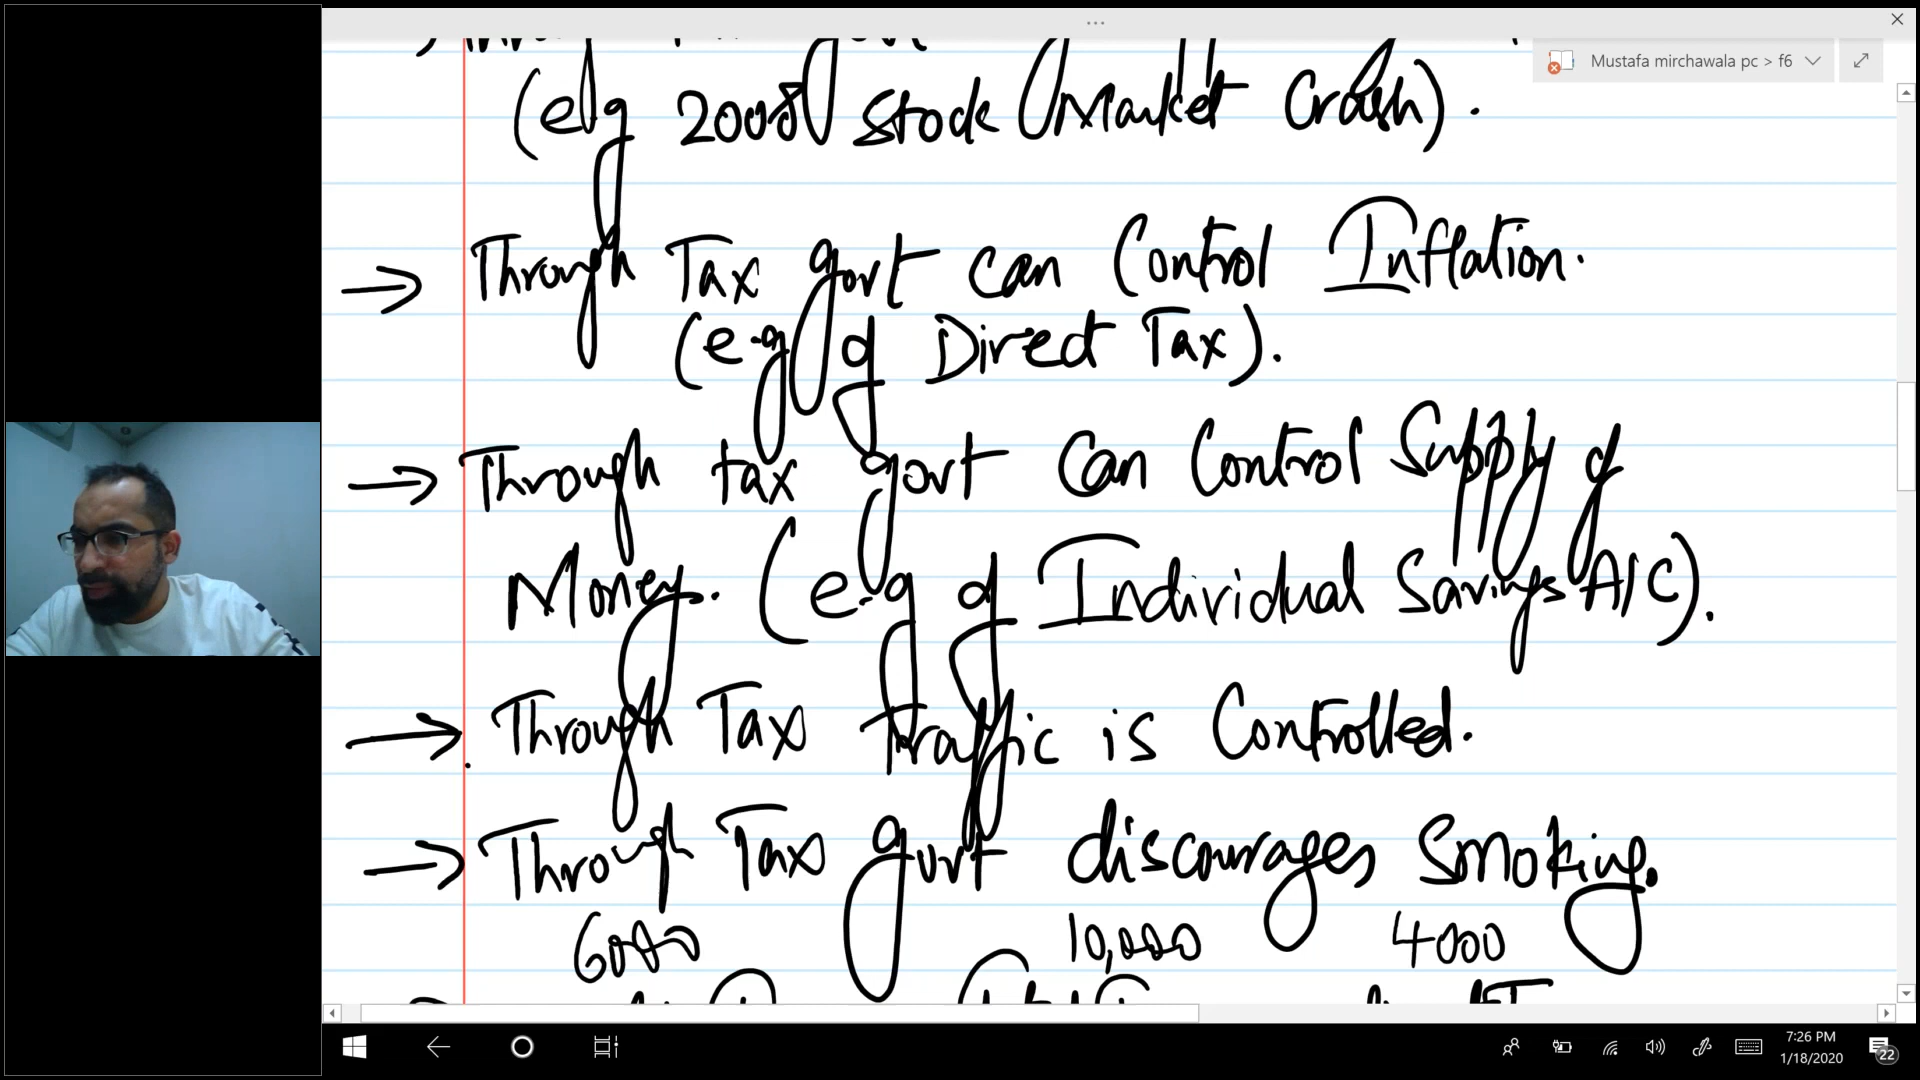 Mustafa mirchawala pc > f6
(e.g 2008 Stock Market Crash).
→ Through Tax govt can Control Inflation.
(e.g of Direct Tax).
→ Through tax govt can Control Supply of
Money. (e.g of Individual Savings A/C).
→ Through Tax traffic is Controlled.
→ Through Tax govt discourages Smoking.
6000 10,000 4000
7:26 PM
1/18/2020
22